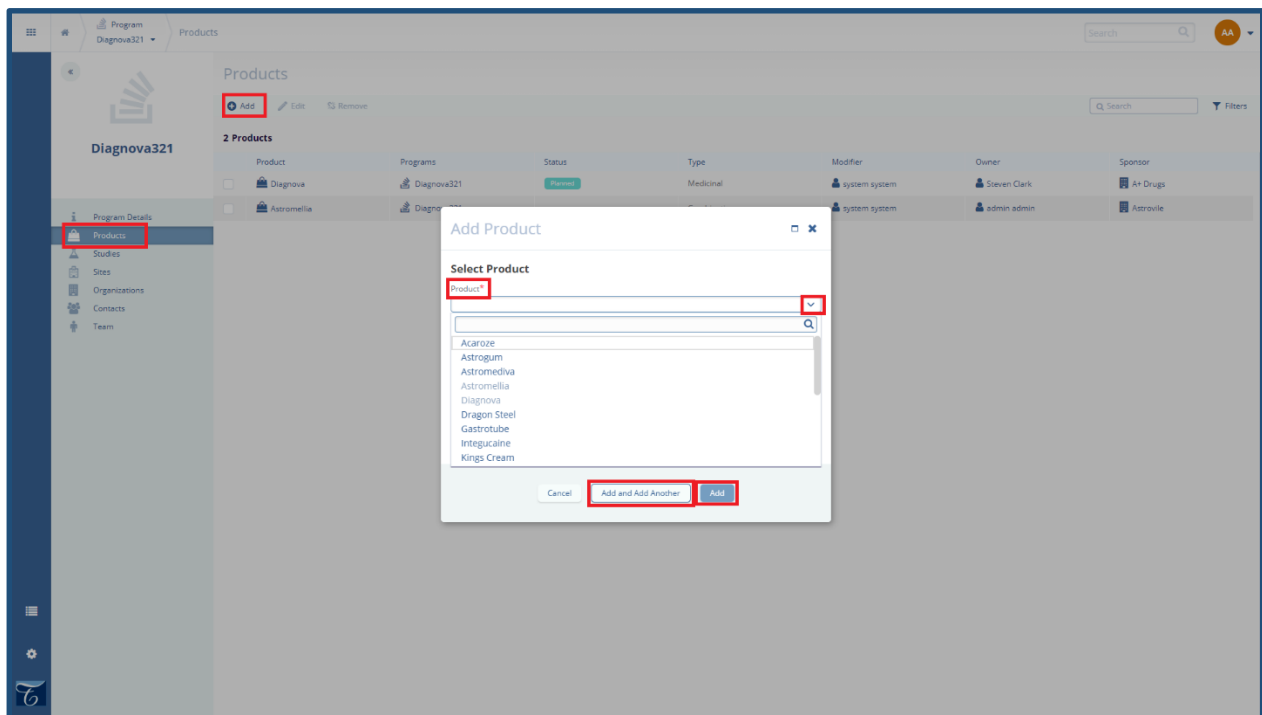 Program
Diagnova321
Products
Search
AA
Products
Add Edit Remove
Search
Filters
Diagnova321
2 Products
Product Programs Status Type Modifier Owner Sponsor
Diagnova Diagnova321 Planned Medicinal system system Steven Clark A+ Drugs
Astromellia system system admin admin Astrovile
Program Details
Products
Studies
Sites
Organizations
Contacts
Team
Add Product
Select Product
Product*
Acaroze
Astrogum
Astromediva
Astromellia
Diagnova
Dragon Steel
Gastrotube
Integucaine
Kings Cream
Cancel Add and Add Another Add